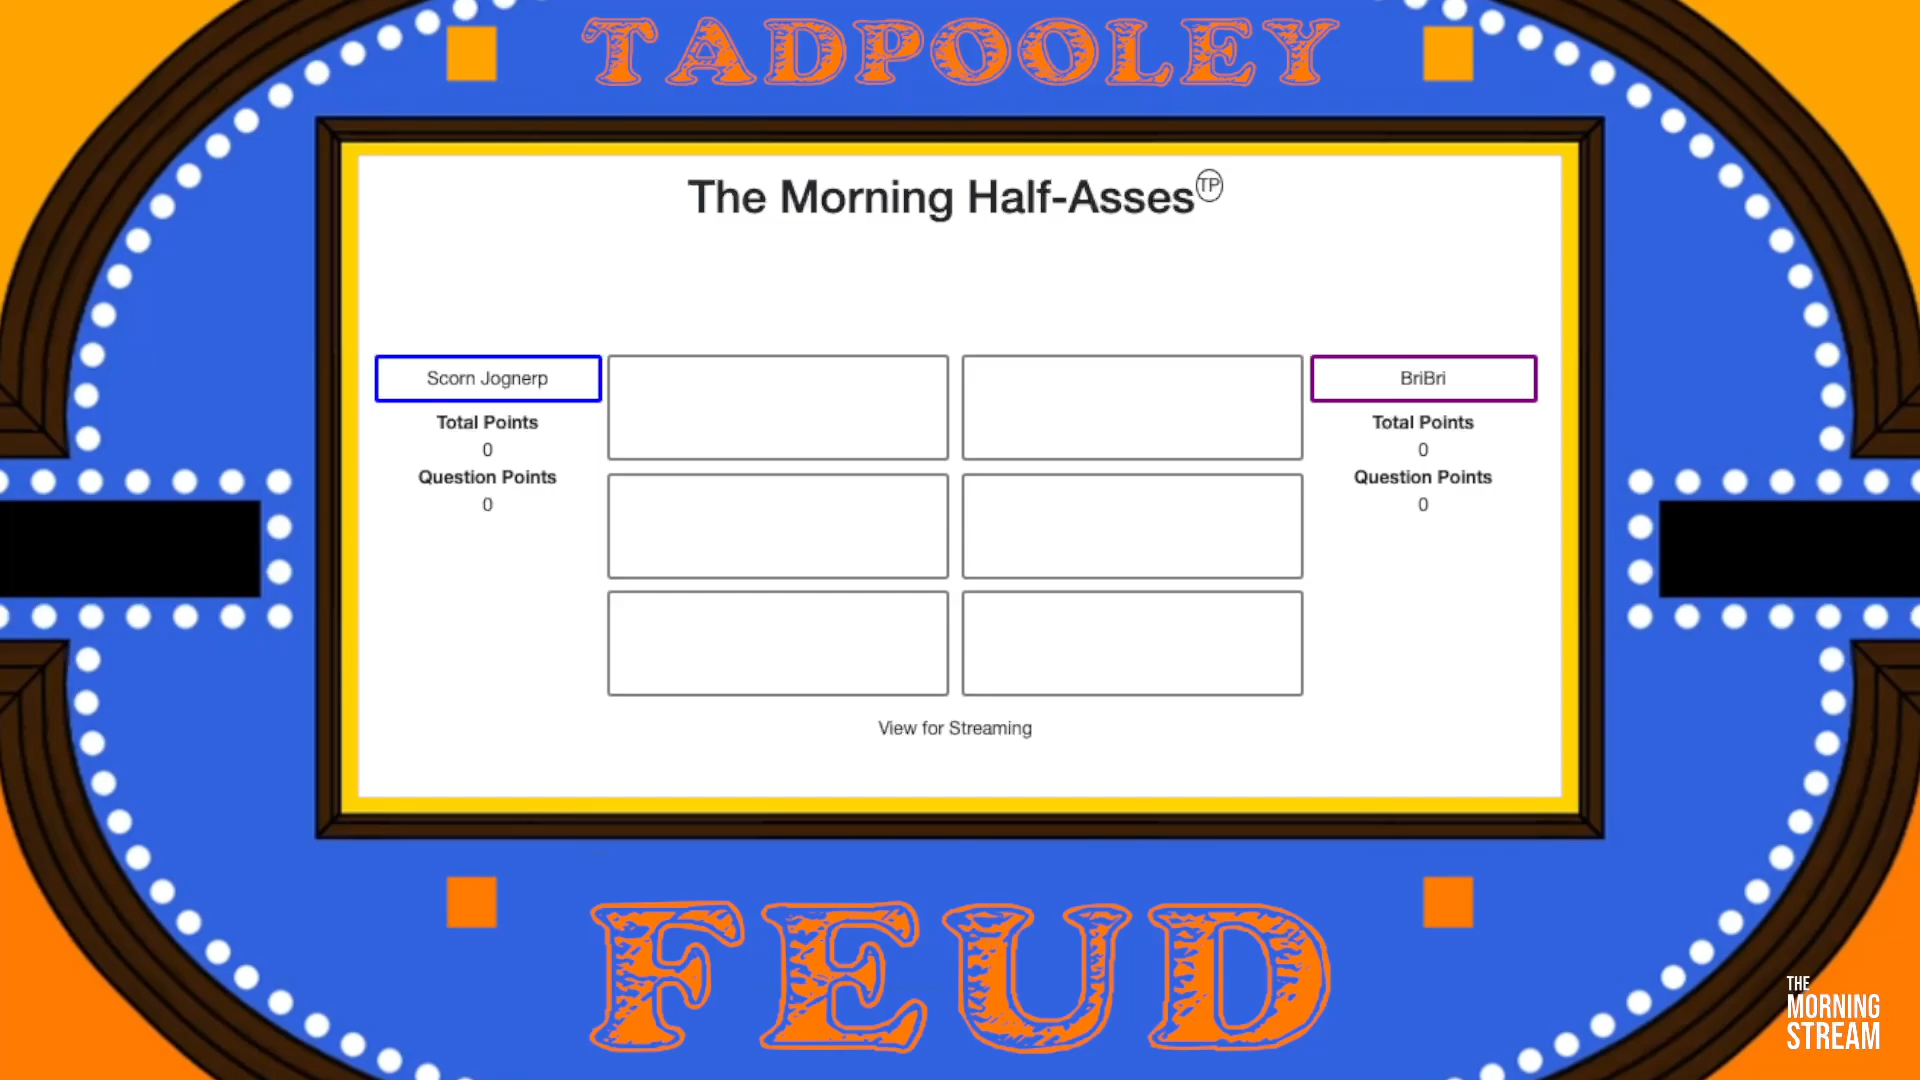 TADPOOLEY
The Morning Half-Asses TP
Scorn Jognerp
Total Points
0
Question Points
0
BriBri
Total Points
0
Question Points
0
View for Streaming
FEUD
THE
MORNING
STREAM